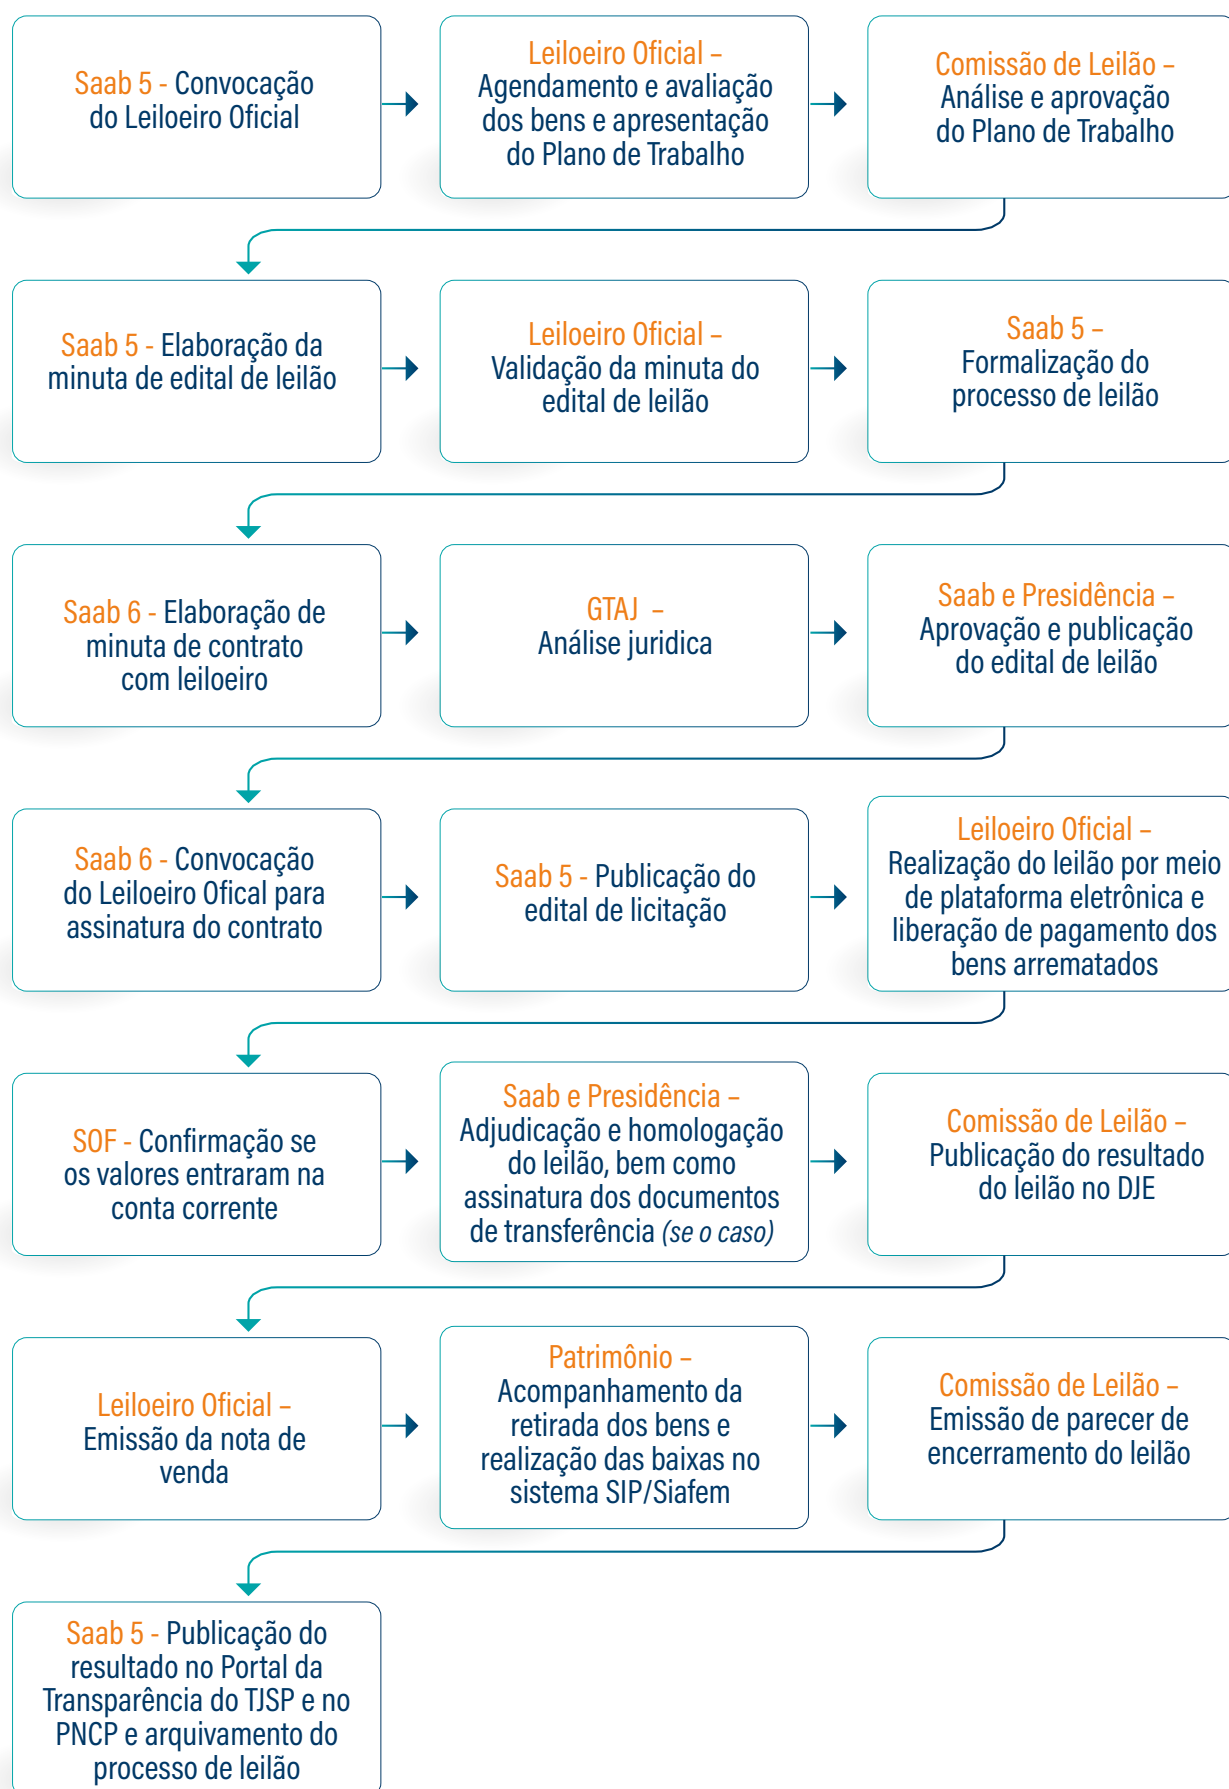 Saab 5 - Convocação
do Leiloeiro Oficial
Leiloeiro Oficial –
Agendamento e avaliação
dos bens e apresentação
do Plano de Trabalho
Comissão de Leilão –
Análise e aprovação
do Plano de Trabalho
Saab 5 - Elaboração da
minuta de edital de leilão
Leiloeiro Oficial –
Validação da minuta do
edital de leilão
Saab 5 –
Formalização do
processo de leilão
Saab 6 - Elaboração de
minuta de contrato
com leiloeiro
GTAJ –
Análise juridica
Saab e Presidência –
Aprovação e publicação
do edital de leilão
Saab 6 - Convocação
do Leiloeiro Ofical para
assinatura do contrato
Saab 5 - Publicação do
edital de licitação
Leiloeiro Oficial –
Realização do leilão por meio
de plataforma eletrônica e
liberação de pagamento dos
bens arrematados
SOF - Confirmação se
os valores entraram na
conta corrente
Saab e Presidência –
Adjudicação e homologação
do leilão, bem como
assinatura dos documentos
de transferência (se o caso)
Comissão de Leilão –
Publicação do resultado
do leilão no DJE
Leiloeiro Oficial –
Emissão da nota de
venda
Patrimônio –
Acompanhamento da
retirada dos bens e
realização das baixas no
sistema SIP/Siafem
Comissão de Leilão –
Emissão de parecer de
encerramento do leilão
Saab 5 - Publicação do
resultado no Portal da
Transparência do TJSP e no
PNCP e arquivamento do
processo de leilão